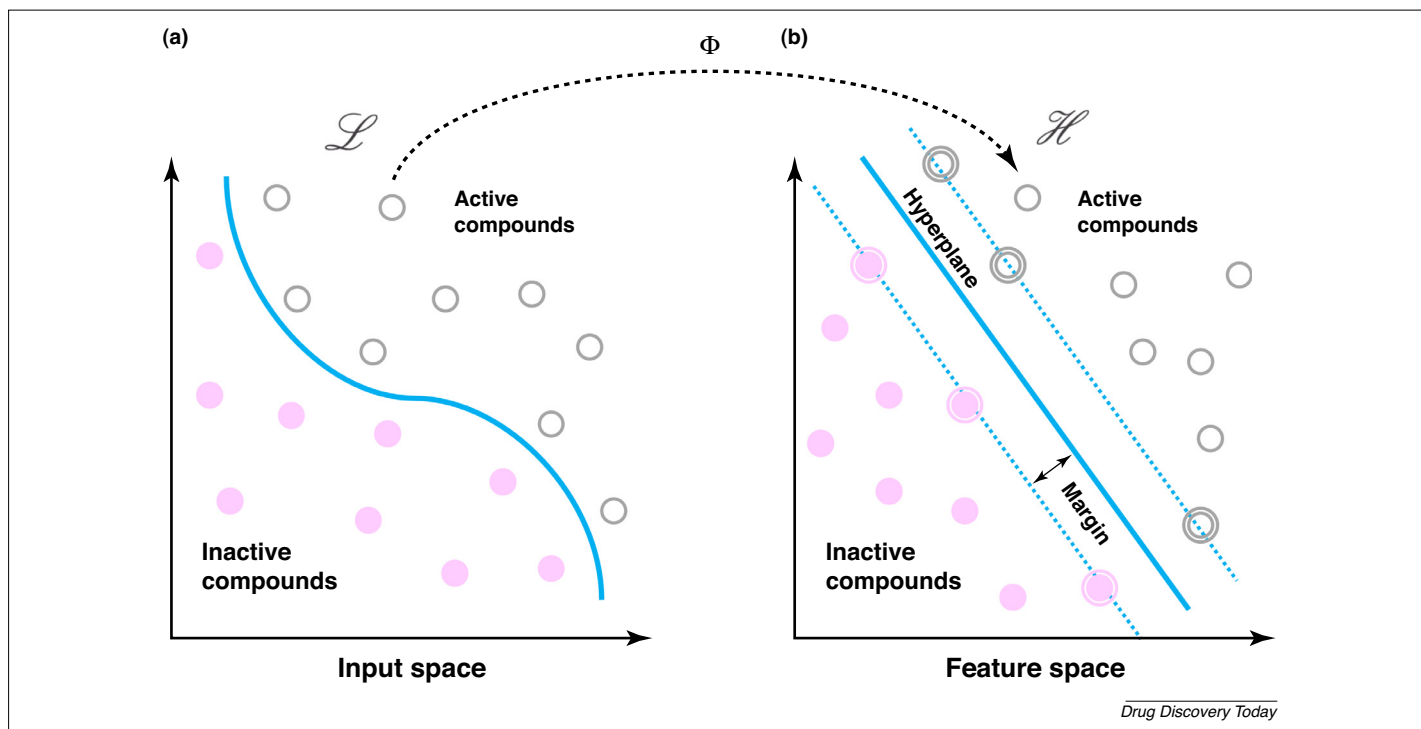 (a)
Φ
(b)
ℒ
ℋ
Active
compounds
Hyperplane
Active
compounds
Inactive
compounds
Margin
Inactive
compounds
Input space
Feature space
Drug Discovery Today